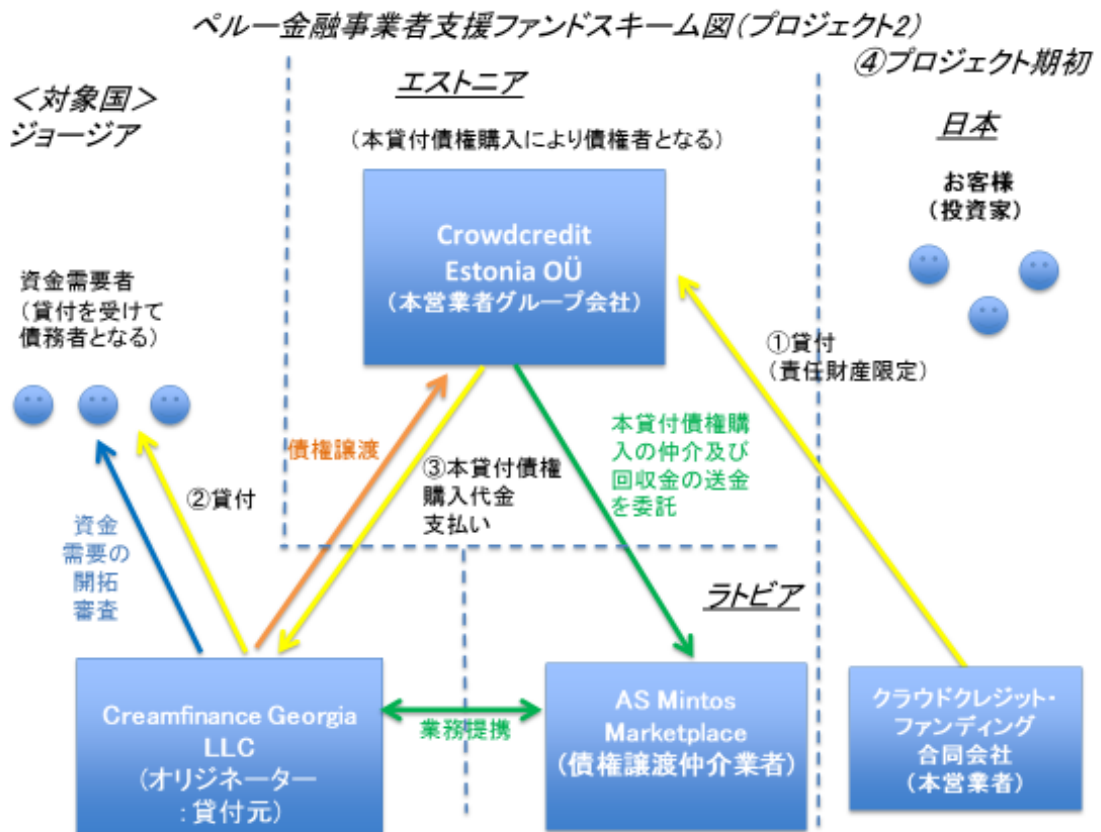 ペルー金融事業者支援ファンドスキーム図(プロジェクト2)
④プロジェクト期初
<対象国>
ジョージア
エストニア
日本
(本貸付債権購入により債権者となる)
お客様
(投資家)
Crowdcredit
Estonia OÜ
(本営業者グループ会社)
資金需要者
(貸付を受けて
債務者となる)
①貸付
(責任財産限定)
債権譲渡
③本貸付債権
購入代金
支払い
本貸付債権購
入の仲介及び
回収金の送金
を委託
②貸付
資金
需要の
開拓
審査
ラトビア
Creamfinance Georgia
LLC
(オリジネーター
:貸付元)
業務提携
AS Mintos
Marketplace
(債権譲渡仲介業者)
クラウドクレジット・
ファンディング
合同会社
(本営業者)